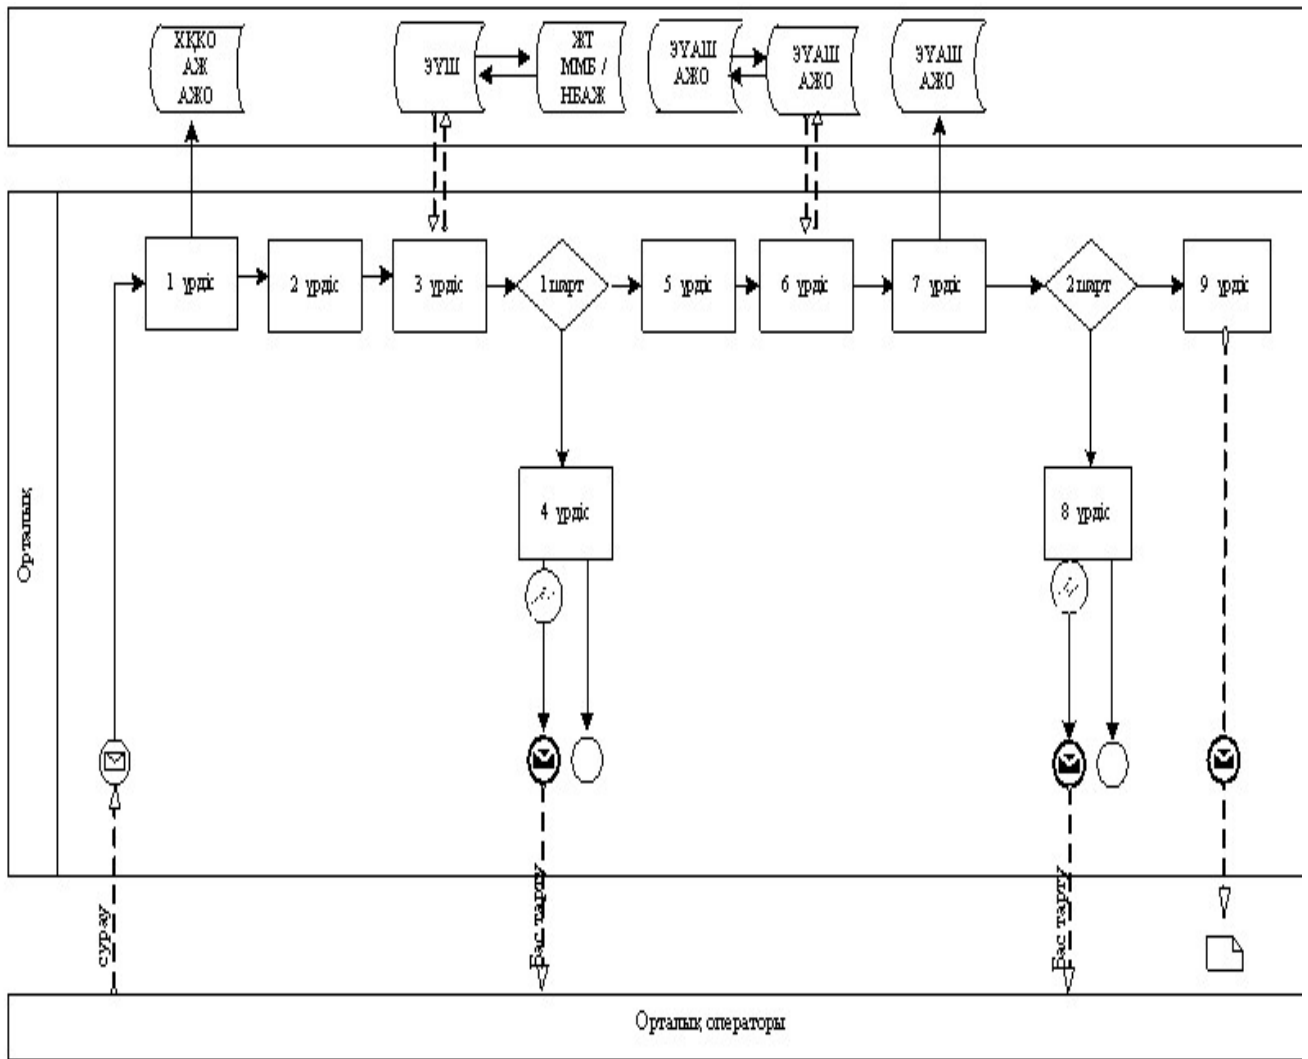 ХҚКО
АЖ
АЖО
ЭҮШ
ЖТ
ММБ /
НБАЖ
ЭҮАШ
АЖО
ЭҮАШ
АЖО
ЭҮАШ
АЖО
1 үрдіс
2 үрдіс
3 үрдіс
1 шарт
5 үрдіс
6 үрдіс
7 үрдіс
2 шарт
9 үрдіс
4 үрдіс
8 үрдіс
Орталық
сұрау
Бас тарту
Бас тарту
Орталық операторы